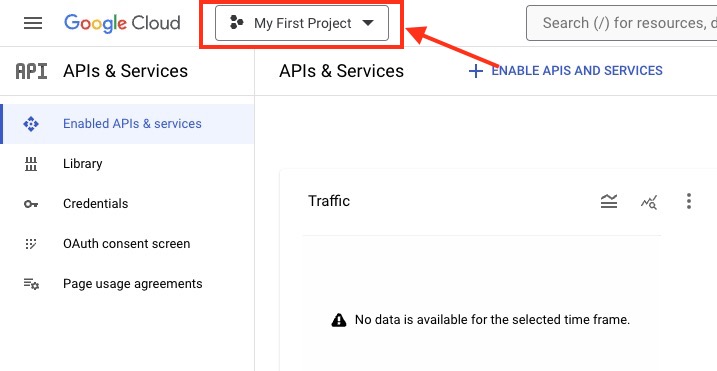 Google Cloud
My First Project
Search (/) for resources, d
API
APIs & Services
APIs & Services
ENABLE APIS AND SERVICES
Enabled APIs & services
Library
Credentials
OAuth consent screen
Page usage agreements
Traffic
No data is available for the selected time frame.